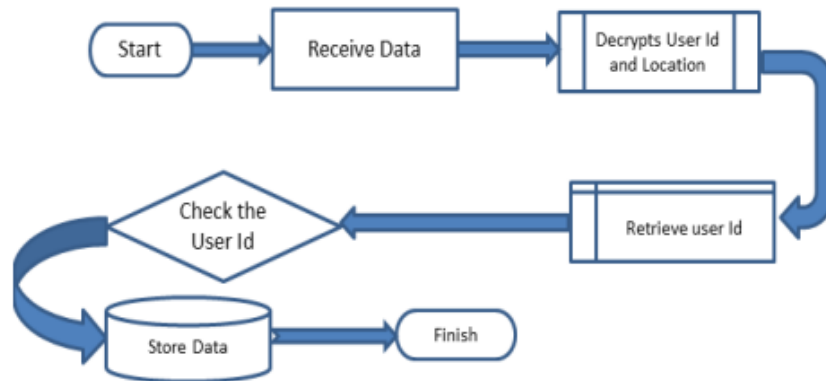 Start
Receive Data
Decrypts User Id
and Location
Retrieve user Id
Check the
User Id
Store Data
Finish